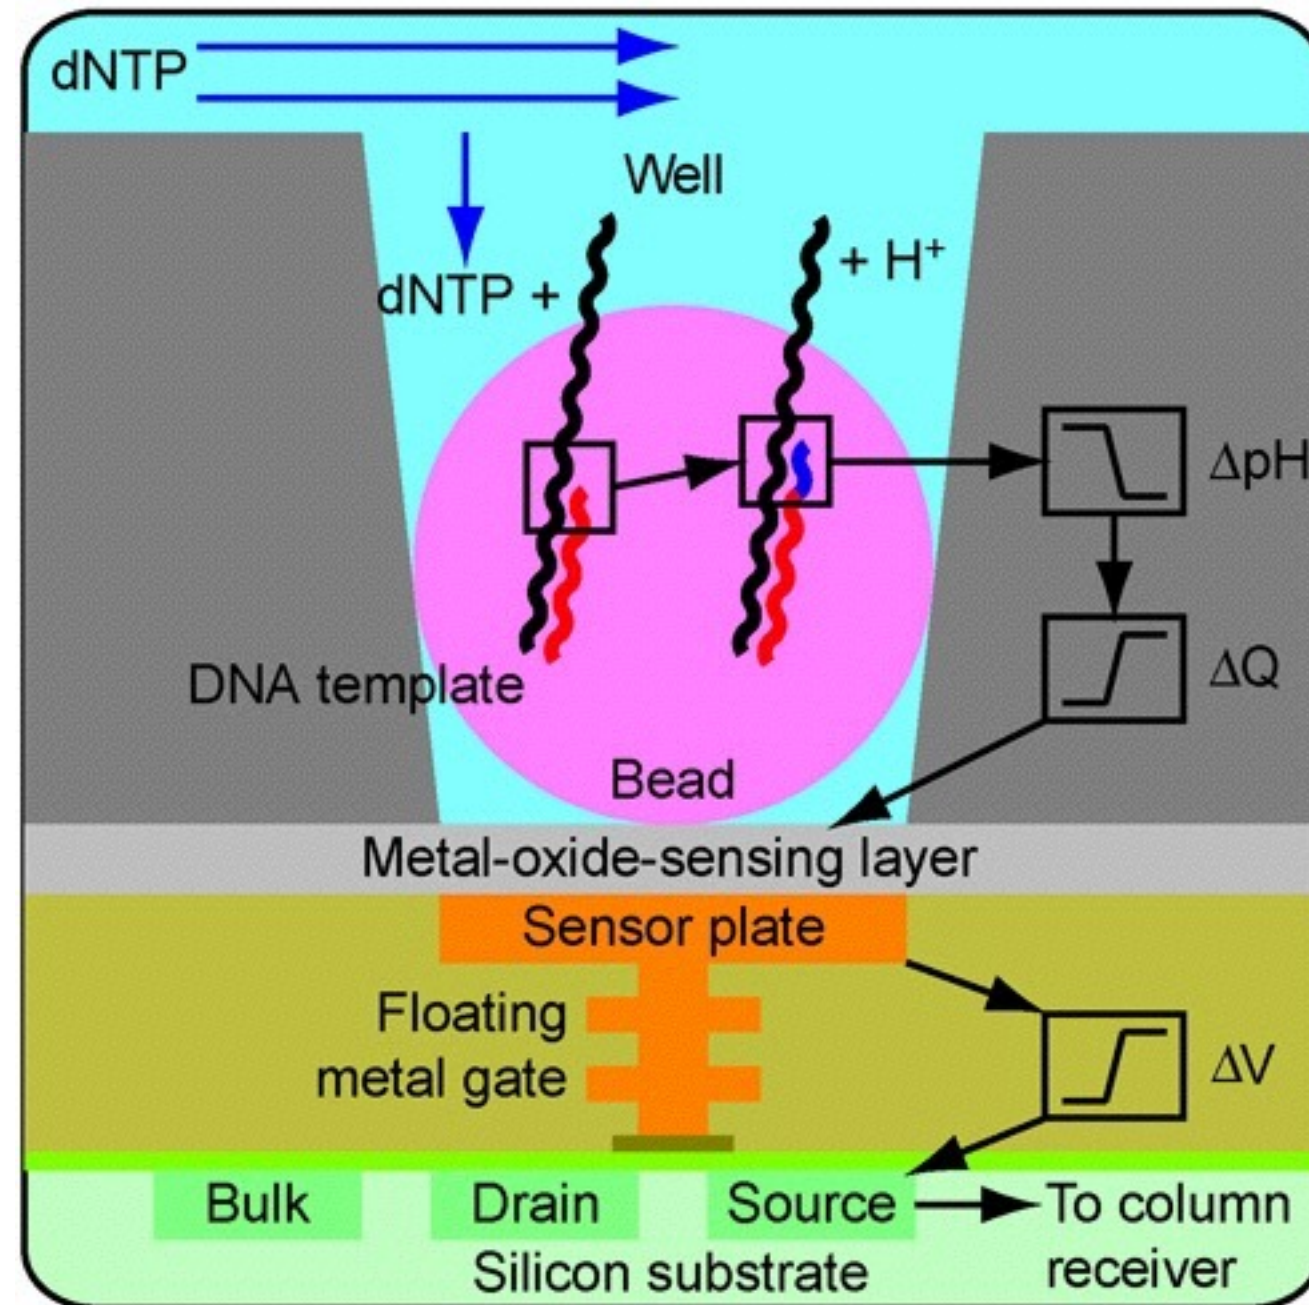 dNTP
Well
+ H⁺
dNTP +
ΔpH
ΔQ
DNA template
Bead
Metal-oxide-sensing layer
Sensor plate
Floating
metal gate
ΔV
Bulk
Drain
Source
To column
receiver
Silicon substrate